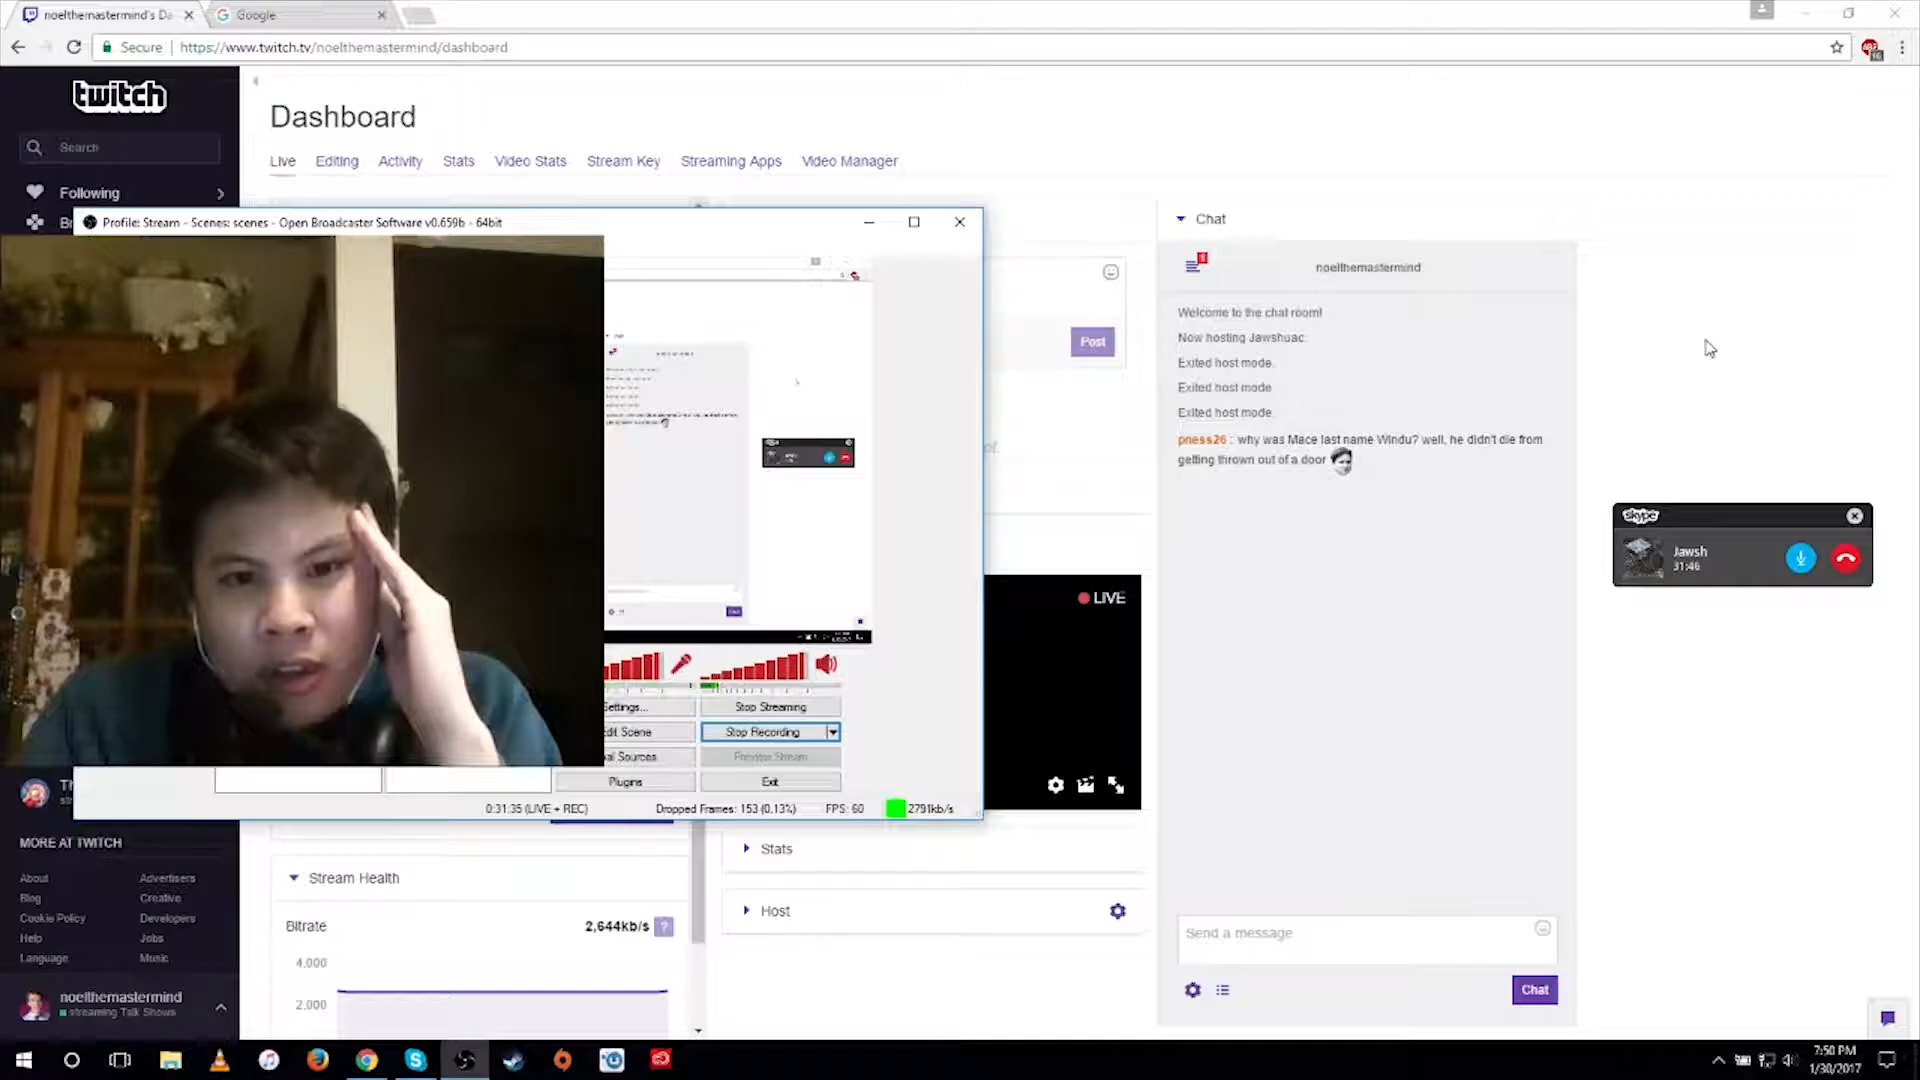 noelthemastermind's Da
Google
Secure
https://www.twitch.tv/noelthemastermind/dashboard
twitch
Search
Following
Dashboard
Live Editing Activity Stats Video Stats Stream Key Streaming Apps Video Manager
Profile: Stream - Scenes: scenes - Open Broadcaster Software v0.659b - 64bit
Post
LIVE
Stop Streaming
Stop Recording
Preview Stream
Plugins
Exit
Settings...
Edit Scene
al Sources
0:31:35 (LIVE + REC)
Dropped Frames: 153 (0.13%)
FPS: 60
2791kb/s
Stats
Host
Stream Health
Bitrate
2,644kb/s
?
4,000
2,000
Chat
1
noelthemastermind
Welcome to the chat room!
Now hosting Jawshuac.
Exited host mode.
Exited host mode.
Exited host mode.
pness26 : why was Mace last name Windu? well, he didn't die from
getting thrown out of a door
Send a message
Chat
skype
Jawsh
31:46
MORE AT TWITCH
About
Advertisers
Blog
Creative
Cookie Policy
Developers
Help
Jobs
Language
Music
noelthemastermind
streaming Talk Shows
7:50 PM
1/30/2017